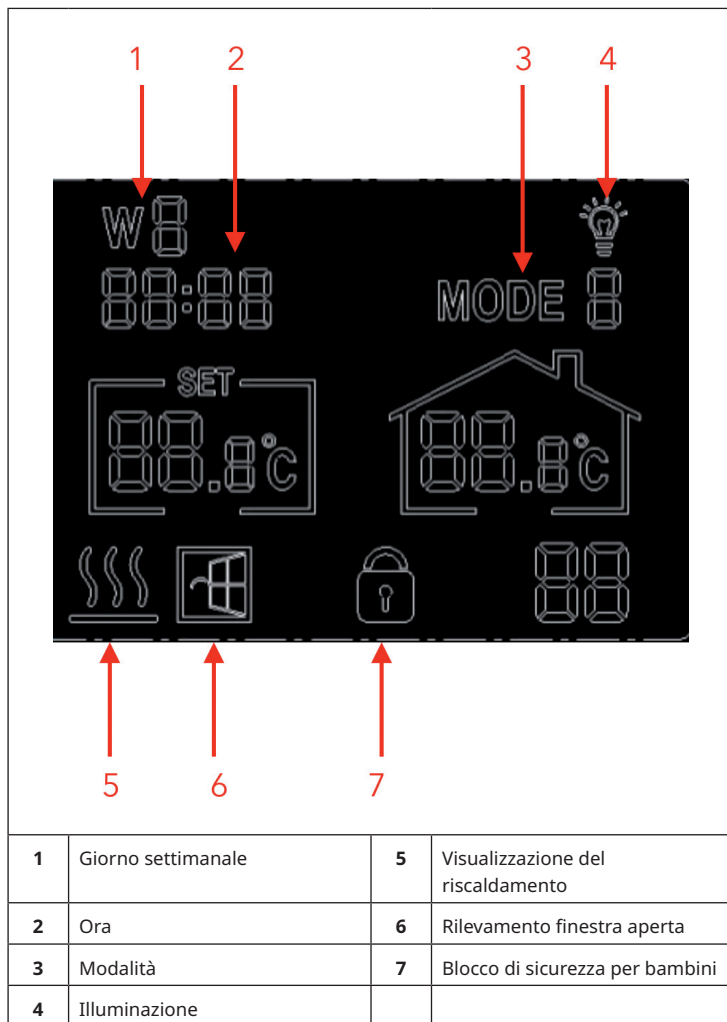 1 2 3 4
W8
88:88 MODE 8
SET
88.8°C 88.8°C
88
5 6 7
1 Giorno settimanale 5 Visualizzazione del riscaldamento
2 Ora 6 Rilevamento finestra aperta
3 Modalità 7 Blocco di sicurezza per bambini
4 Illuminazione